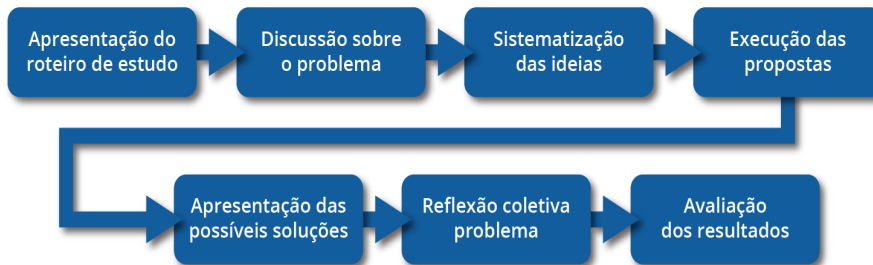 Apresentação do
roteiro de estudo
Discussão sobre
o problema
Sistematização
das ideias
Execução das
propostas
Apresentação das
possíveis soluções
Reflexão coletiva
problema
Avaliação
dos resultados